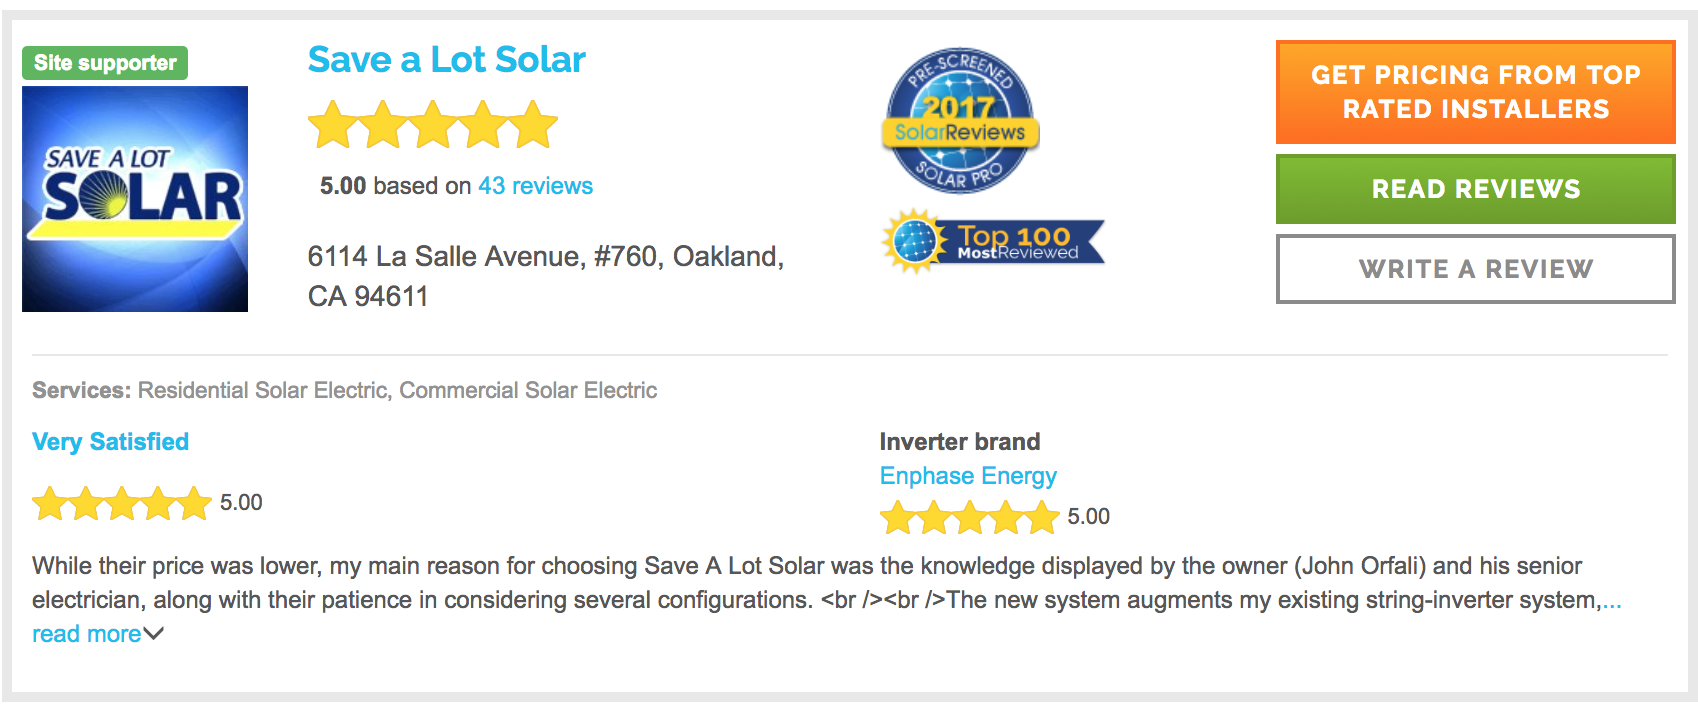 Site supporter
SAVE A LOT
SOLAR
Save a Lot Solar
5.00 based on 43 reviews
6114 La Salle Avenue, #760, Oakland,
CA 94611
PRE-SCREENED
2017
SolarReviews
SOLAR PRO
Top 100
MostReviewed
GET PRICING FROM TOP
RATED INSTALLERS
READ REVIEWS
WRITE A REVIEW
Services: Residential Solar Electric, Commercial Solar Electric
Very Satisfied
5.00
Inverter brand
Enphase Energy
5.00
While their price was lower, my main reason for choosing Save A Lot Solar was the knowledge displayed by the owner (John Orfali) and his senior
electrician, along with their patience in considering several configurations. <br /><br />The new system augments my existing string-inverter system,...
read more